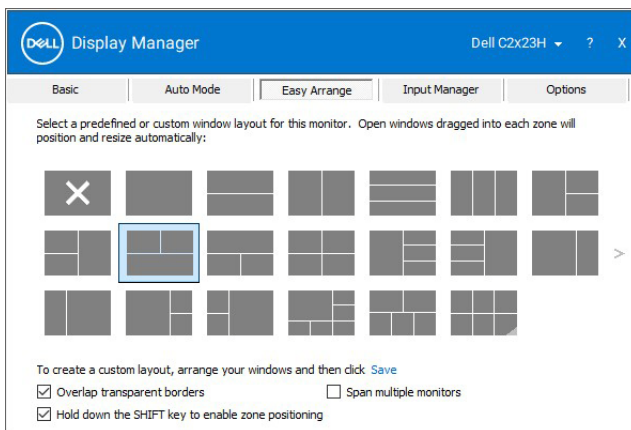 DELL Display Manager Dell C2x23H ? X
Basic Auto Mode Easy Arrange Input Manager Options
Select a predefined or custom window layout for this monitor. Open windows dragged into each zone will
position and resize automatically:
>
To create a custom layout, arrange your windows and then click Save
Overlap transparent borders Span multiple monitors
Hold down the SHIFT key to enable zone positioning